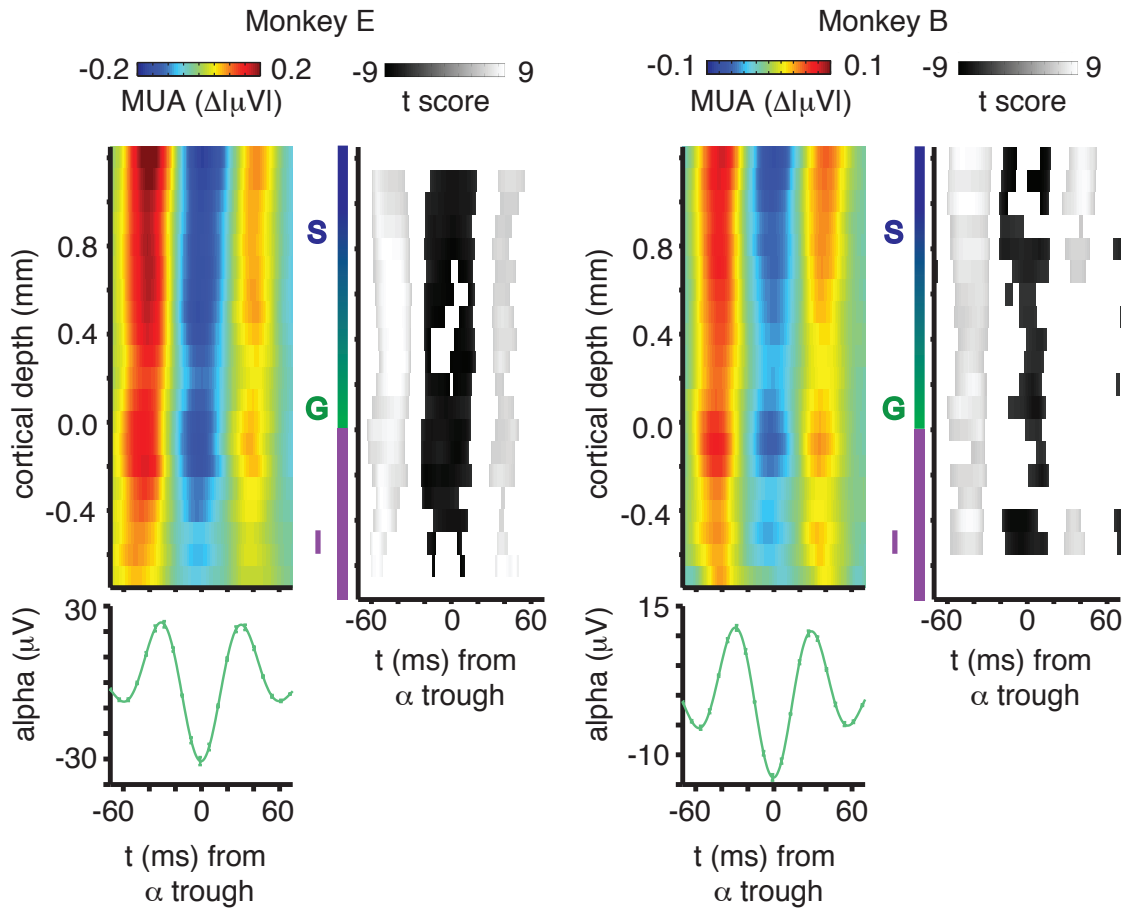 Monkey E
-0.2 0.2
MUA (Δ|μV|)
-9 9
t score
cortical depth (mm)
0.8
0.4
0.0
-0.4
S
G
I
-60 0 60
t (ms) from
α trough
alpha (μV)
30
-30
-60 0 60
t (ms) from
α trough
Monkey B
-0.1 0.1
MUA (Δ|μV|)
-9 9
t score
cortical depth (mm)
0.8
0.4
0.0
-0.4
S
G
I
-60 0 60
t (ms) from
α trough
alpha (μV)
15
-10
-60 0 60
t (ms) from
α trough